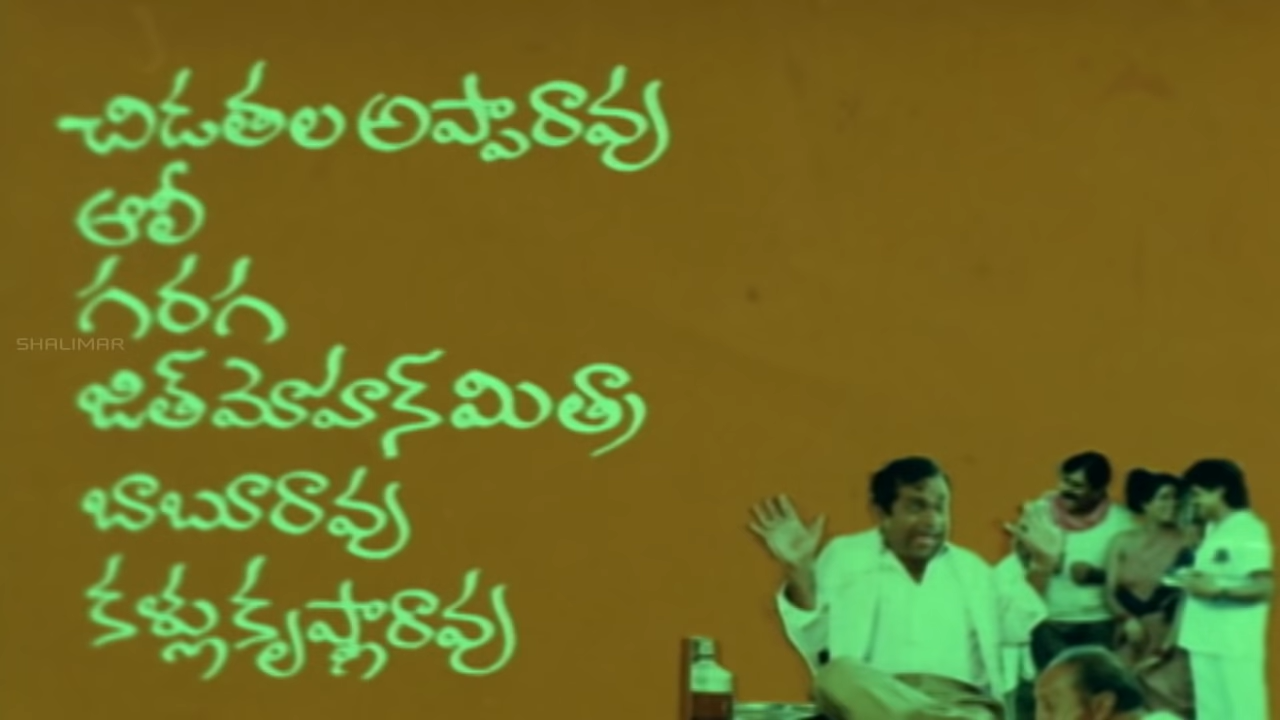 చిడతల అప్పారావు
ఆలీ
గరగ
SHALIMAR
జిత్ మోహన్ మిత్రా
బాబూరావు
కళ్లు కృష్ణారావు